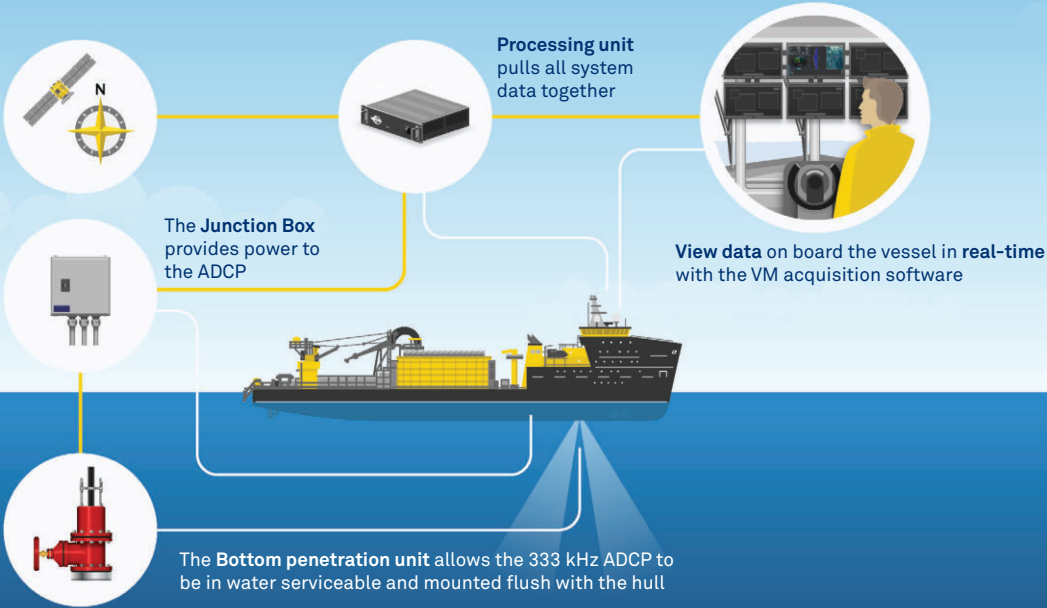 N
Processing unit
pulls all system
data together
The Junction Box
provides power to
the ADCP
View data on board the vessel in real-time
with the VM acquisition software
The Bottom penetration unit allows the 333 kHz ADCP to
be in water serviceable and mounted flush with the hull